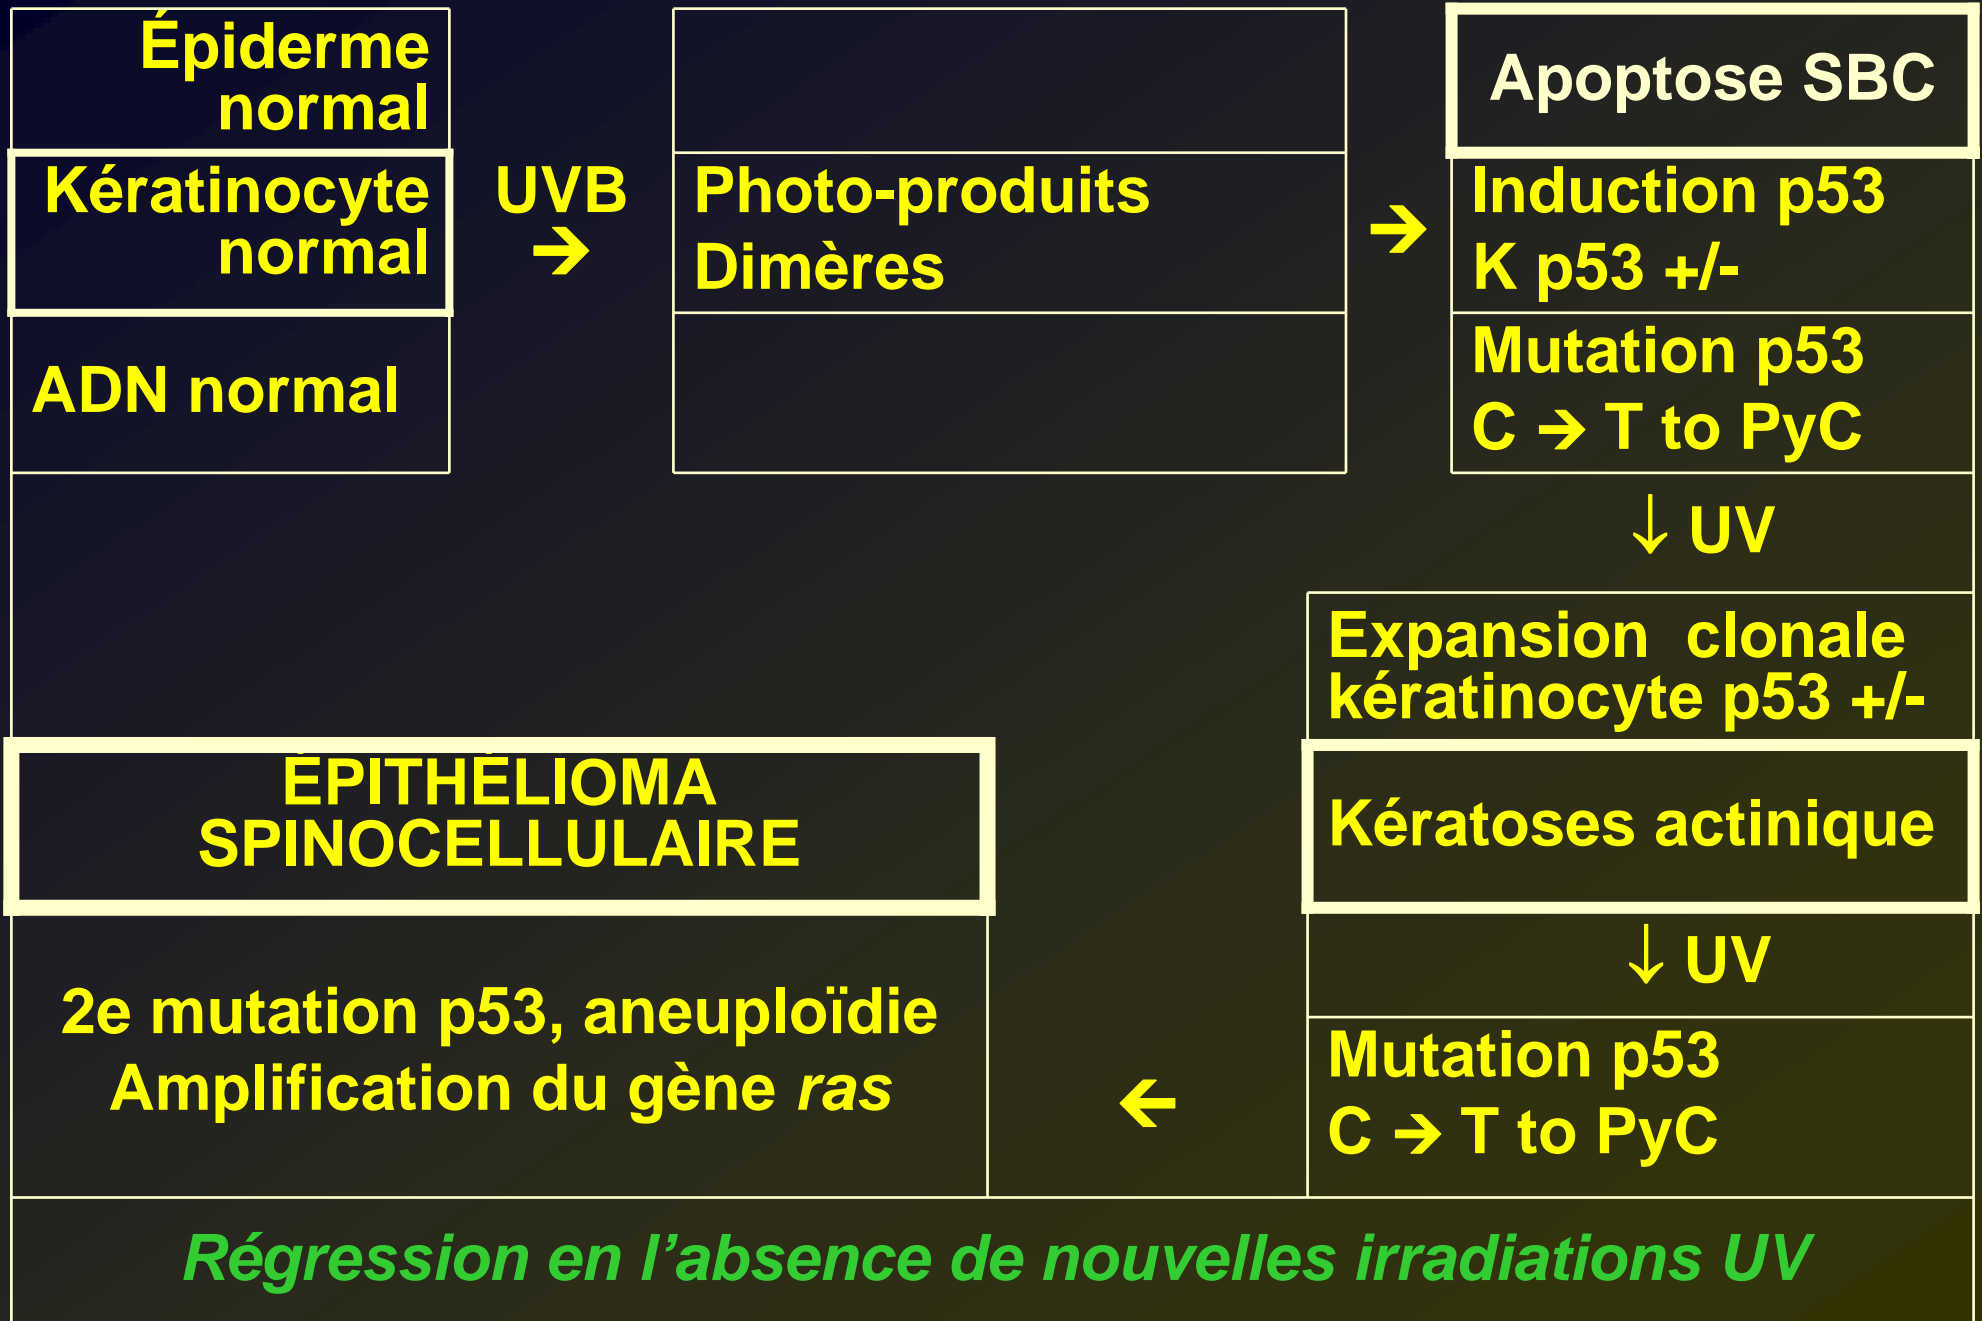 Épiderme
normal
Kératinocyte
normal
ADN normal
UVB
➔
Photo-produits
Dimères
➔
Apoptose SBC
Induction p53
K p53 +/-
Mutation p53
C ➔ T to PyC
↓ UV
Expansion clonale
kératinocyte p53 +/-
Kératoses actinique
↓ UV
Mutation p53
C ➔ T to PyC
←
ÉPITHÉLIOMA
SPINOCELLULAIRE
2e mutation p53, aneuploïdie
Amplification du gène ras
Régression en l’absence de nouvelles irradiations UV